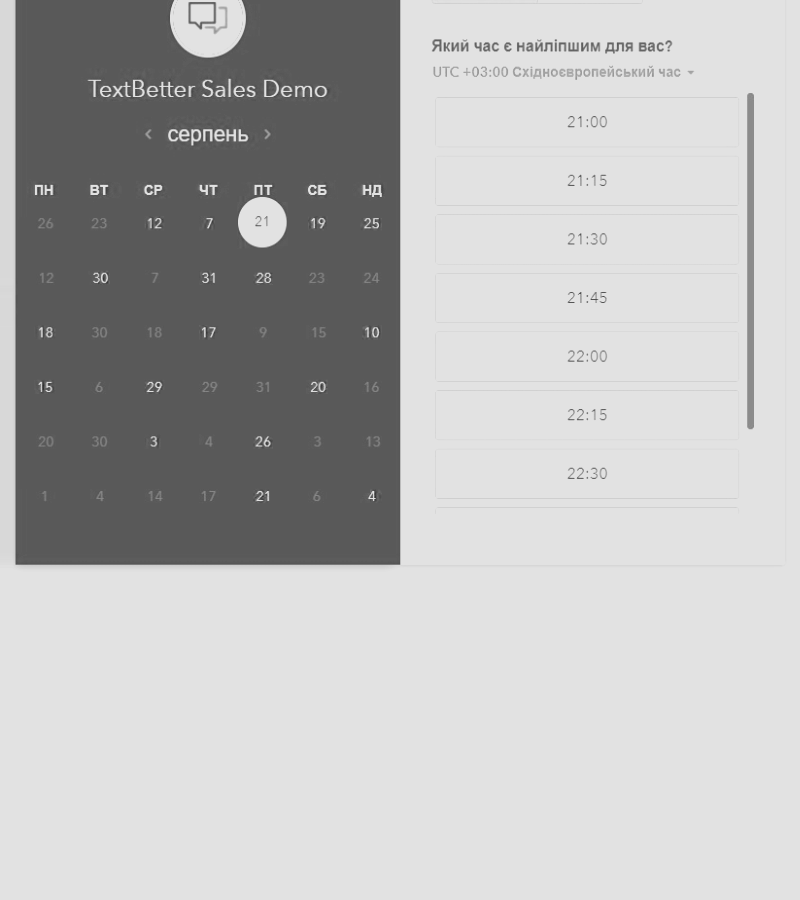 TextBetter Sales Demo
серпень
ПН ВТ СР ЧТ ПТ СБ НД
26 23 12 7 21 19 25
12 30 7 31 28 23 24
18 30 18 17 9 15 10
15 6 29 29 31 20 16
20 30 3 4 26 3 13
1 4 14 17 21 6 4
Який час є найліпшим для вас?
UTC +03:00 Східноєвропейський час
21:00
21:15
21:30
21:45
22:00
22:15
22:30